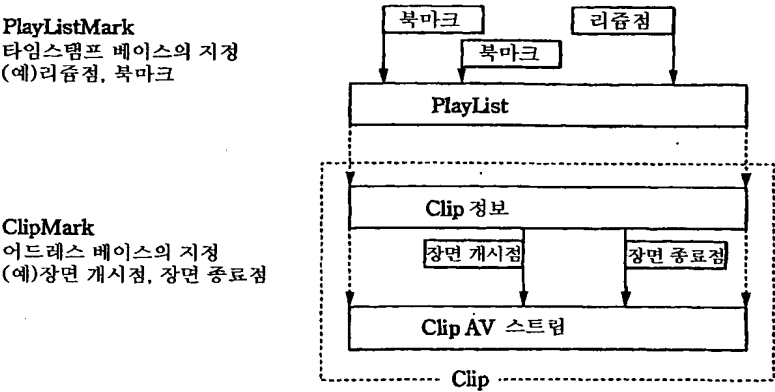 PlayListMark
타임스탬프 베이스의 지정
(예)리쥼점, 북마크
북마크
북마크
리쥼점
PlayList
ClipMark
어드레스 베이스의 지정
(예)장면 개시점, 장면 종료점
Clip 정보
장면 개시점
장면 종료점
Clip AV 스트림
Clip